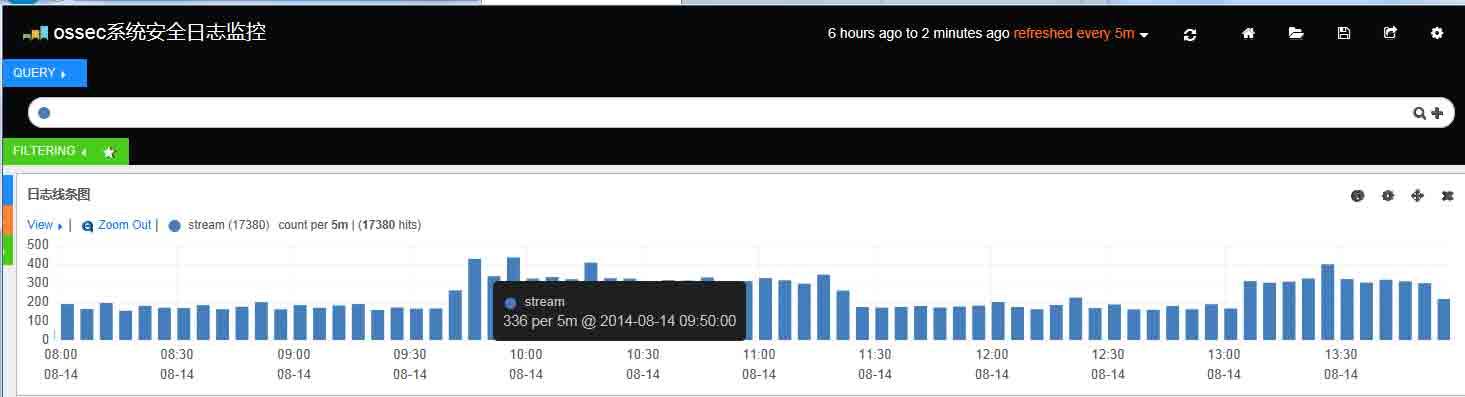 ossec系统安全日志监控
6 hours ago to 2 minutes ago refreshed every 5m
QUERY
FILTERING
日志线条图
View | Zoom Out | stream (17380) count per 5m | (17380 hits)
500
400
300
200
100
0
stream
336 per 5m @ 2014-08-14 09:50:00
08:00 08:30 09:00 09:30 10:00 10:30 11:00 11:30 12:00 12:30 13:00 13:30
08-14 08-14 08-14 08-14 08-14 08-14 08-14 08-14 08-14 08-14 08-14 08-14